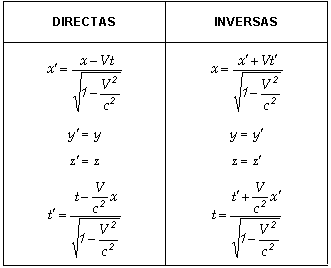 DIRECTAS INVERSAS
x′ = (x − Vt) / √(1 − V²/c²) x = (x′ + Vt′) / √(1 − V²/c²)
y′ = y y = y′
z′ = z z = z′
t′ = (t − (V/c²)x) / √(1 − V²/c²) t = (t′ + (V/c²)x′) / √(1 − V²/c²)